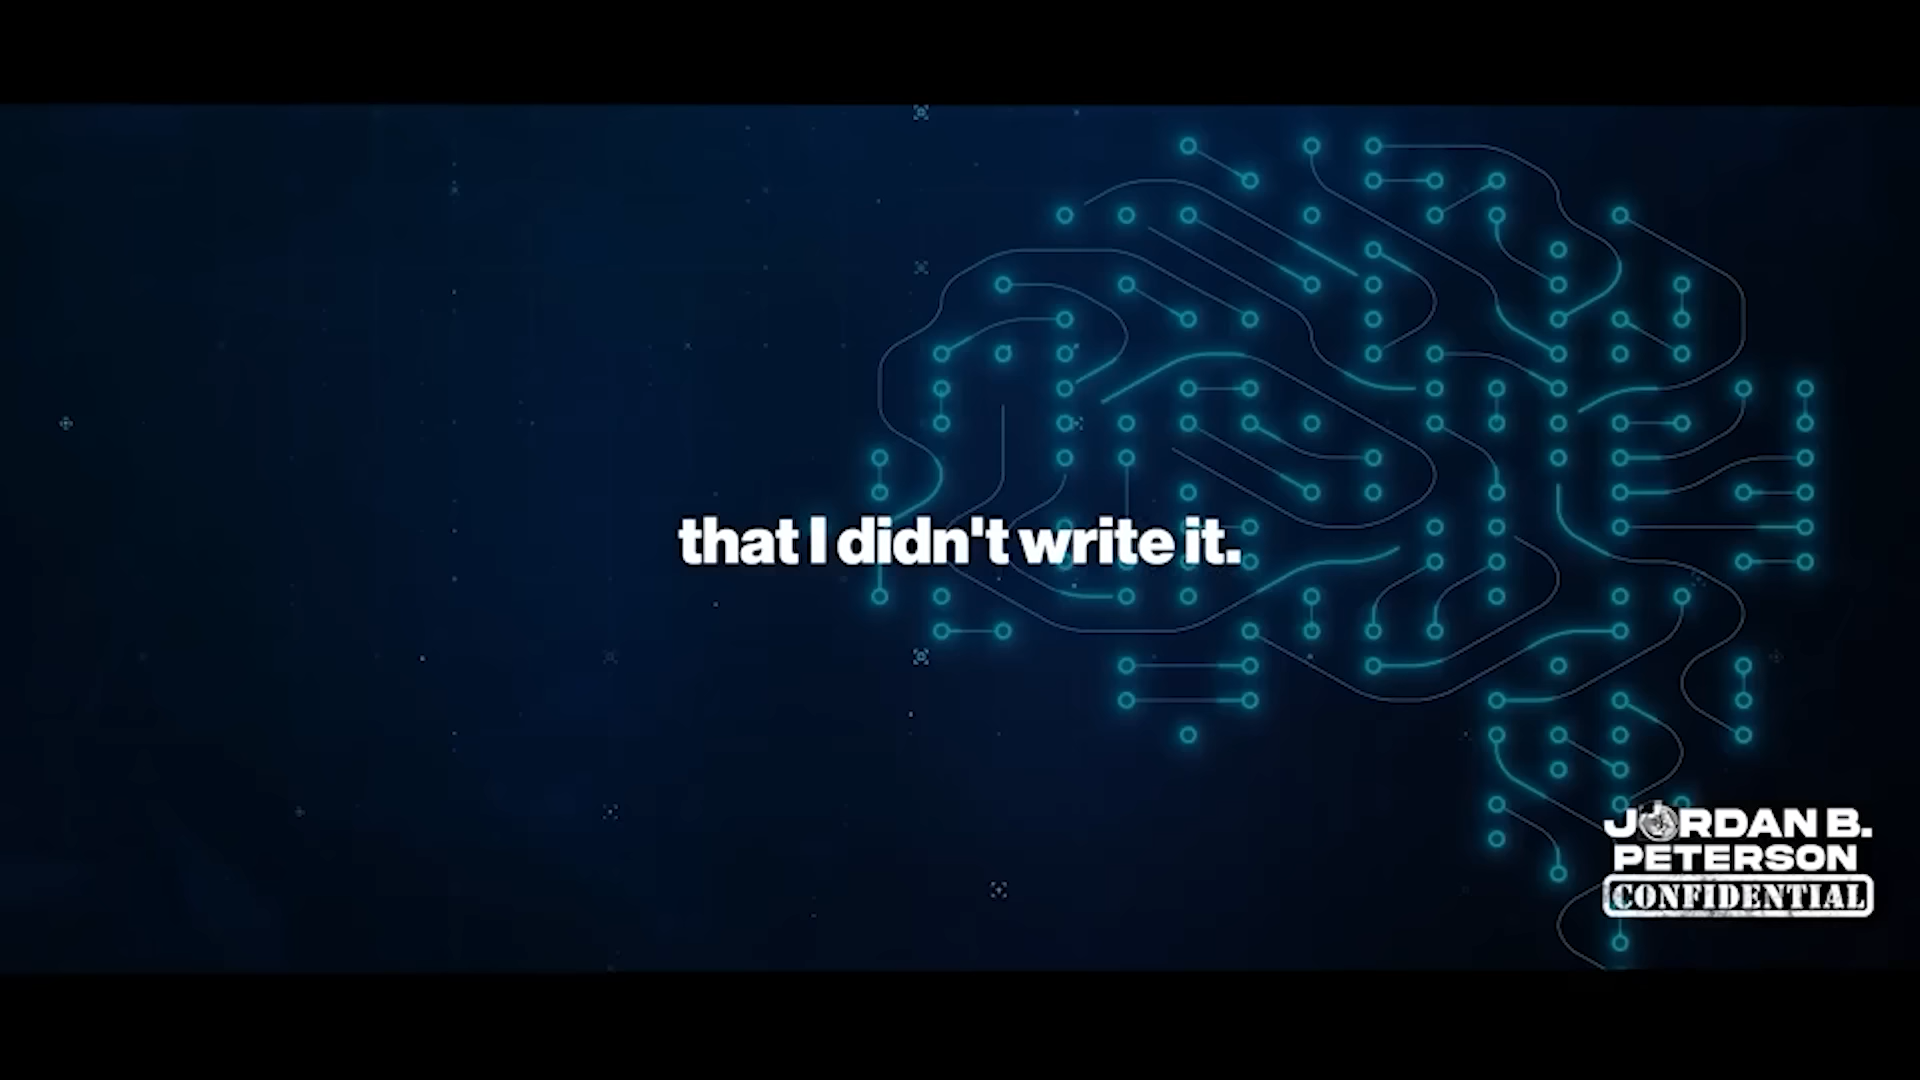 that I didn't write it.
JORDAN B.
PETERSON
CONFIDENTIAL